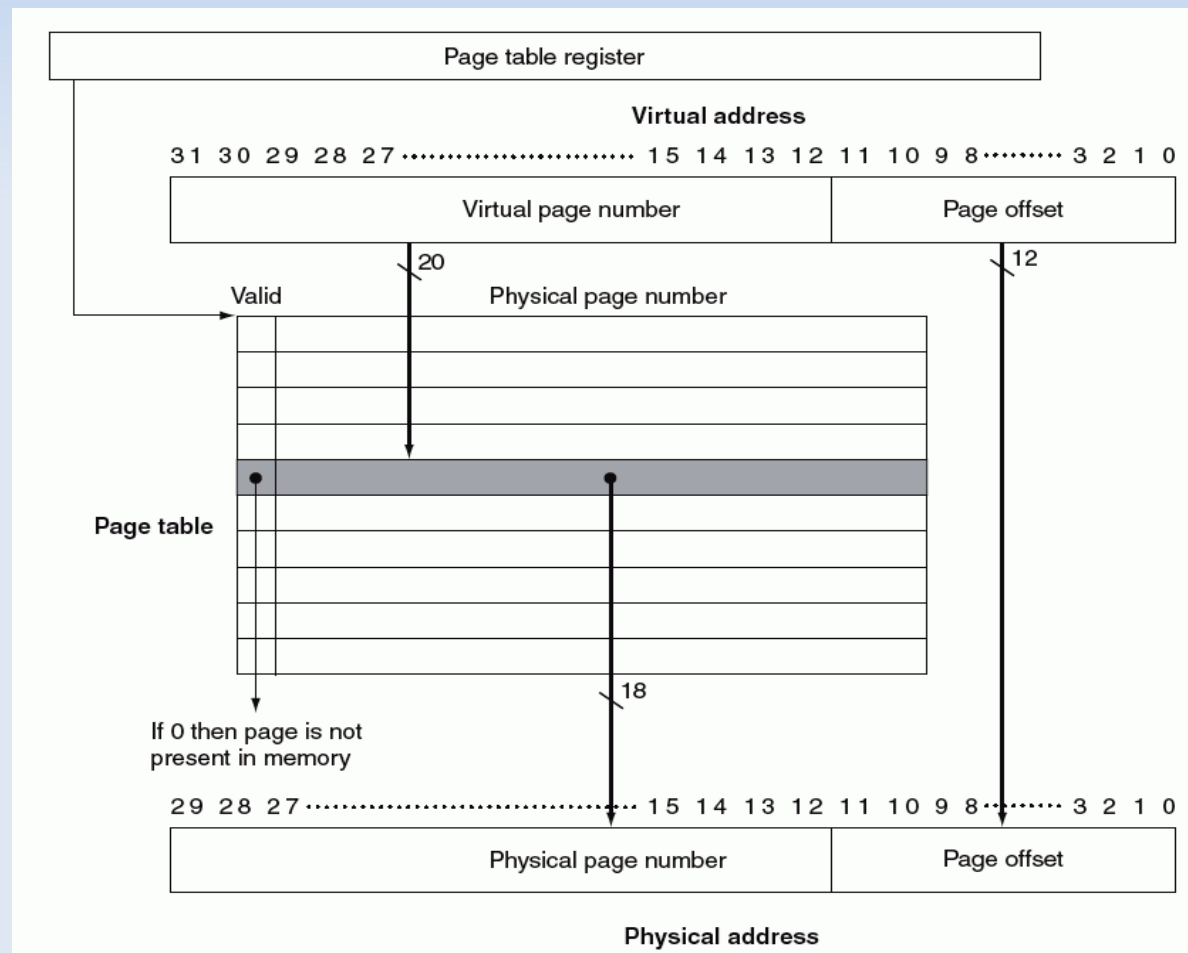 Page table register
Virtual address
31 30 29 28 27 ........................ 15 14 13 12 11 10 9 8 ........ 3 2 1 0
Virtual page number Page offset
20 12
Valid Physical page number
Page table
18
If 0 then page is not
present in memory
29 28 27 .................................. 15 14 13 12 11 10 9 8 ........ 3 2 1 0
Physical page number Page offset
Physical address